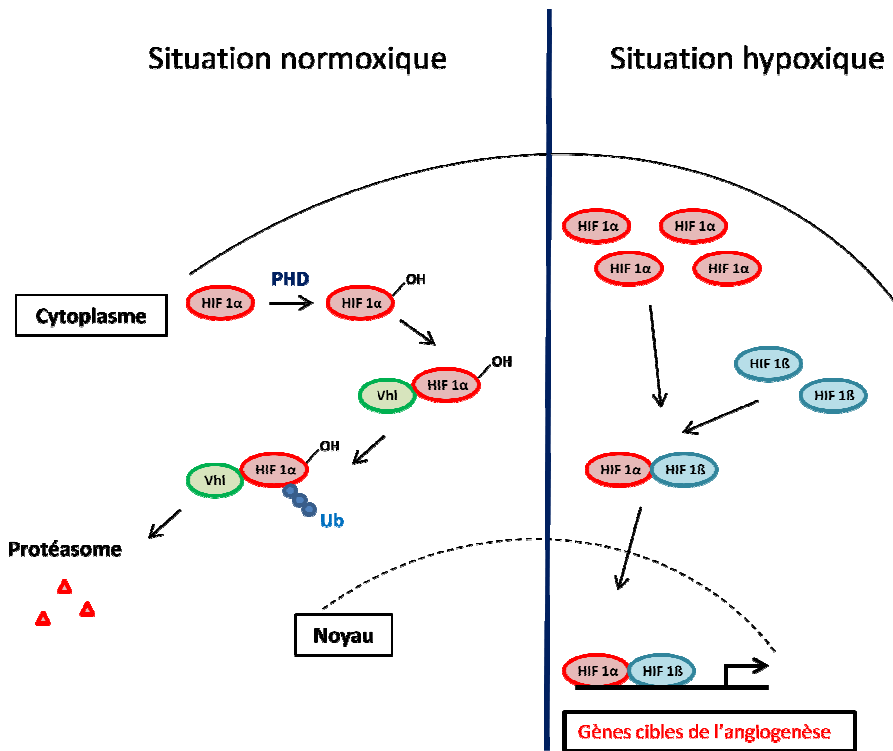 Situation normoxique
Situation hypoxique
HIF 1α
HIF 1α
HIF 1α
HIF 1α
Cytoplasme
HIF 1α
PHD
HIF 1α
OH
Vhl
HIF 1α
OH
HIF 1ß
HIF 1ß
Vhl
HIF 1α
OH
Ub
HIF 1α
HIF 1ß
Protéasome
Noyau
HIF 1α
HIF 1ß
Gènes cibles de l'angiogenèse